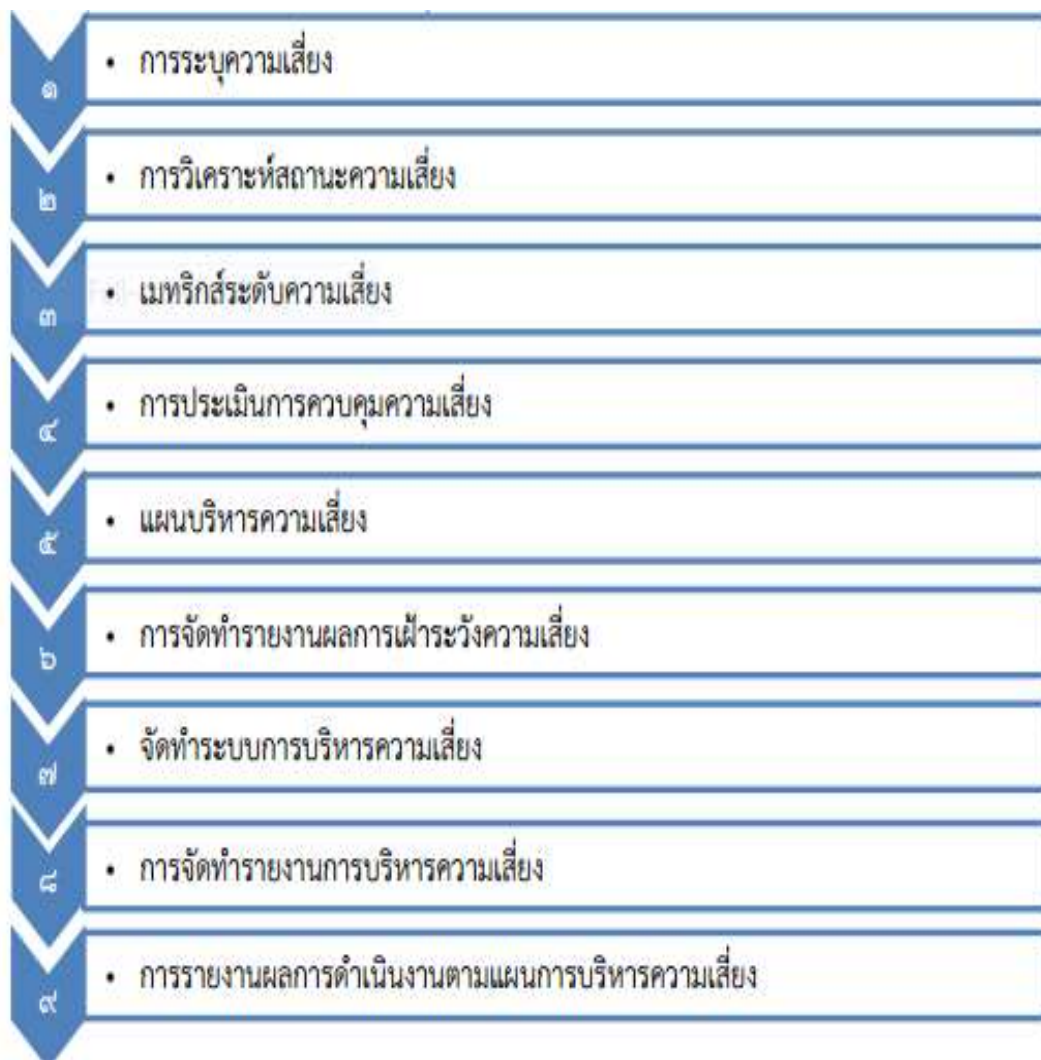 ๑
• การระบุความเสี่ยง
๒
• การวิเคราะห์สถานะความเสี่ยง
๓
• เมทริกส์ระดับความเสี่ยง
๔
• การประเมินการควบคุมความเสี่ยง
๕
• แผนบริหารความเสี่ยง
๖
• การจัดทำรายงานผลการเฝ้าระวังความเสี่ยง
๗
• จัดทำระบบการบริหารความเสี่ยง
๘
• การจัดทำรายงานการบริหารความเสี่ยง
๙
• การรายงานผลการดำเนินงานตามแผนการบริหารความเสี่ยง